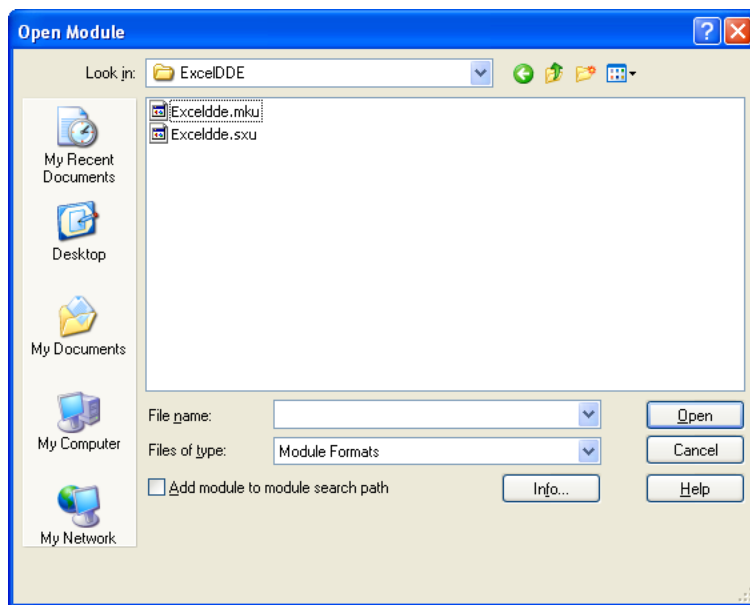 Open Module
Look in: ExcelDDE
Exceldde.mku
Exceldde.sxu
My Recent
Documents
Desktop
My Documents
My Computer
My Network
File name:
Open
Files of type: Module Formats
Cancel
Add module to module search path
Info...
Help